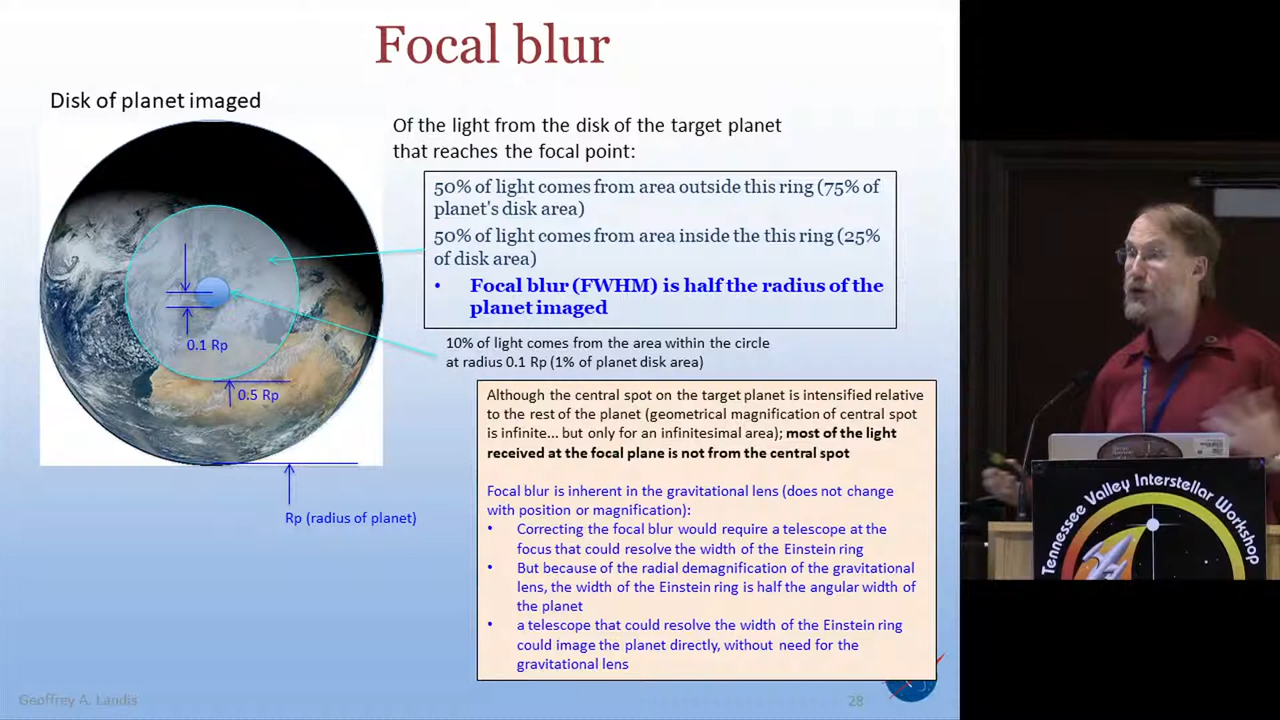 Focal blur
Disk of planet imaged
Of the light from the disk of the target planet
that reaches the focal point:
50% of light comes from area outside this ring (75% of
planet's disk area)
50% of light comes from area inside the this ring (25%
of disk area)
• Focal blur (FWHM) is half the radius of the
planet imaged
0.1 Rp
10% of light comes from the area within the circle
at radius 0.1 Rp (1% of planet disk area)
0.5 Rp
Rp (radius of planet)
Although the central spot on the target planet is intensified relative
to the rest of the planet (geometrical magnification of central spot
is infinite... but only for an infinitesimal area); most of the light
received at the focal plane is not from the central spot
Focal blur is inherent in the gravitational lens (does not change
with position or magnification):
• Correcting the focal blur would require a telescope at the
focus that could resolve the width of the Einstein ring
• But because of the radial demagnification of the gravitational
lens, the width of the Einstein ring is half the angular width of
the planet
• a telescope that could resolve the width of the Einstein ring
could image the planet directly, without need for the
gravitational lens
Geoffrey A. Landis
28
Tennessee Valley Interstellar Workshop